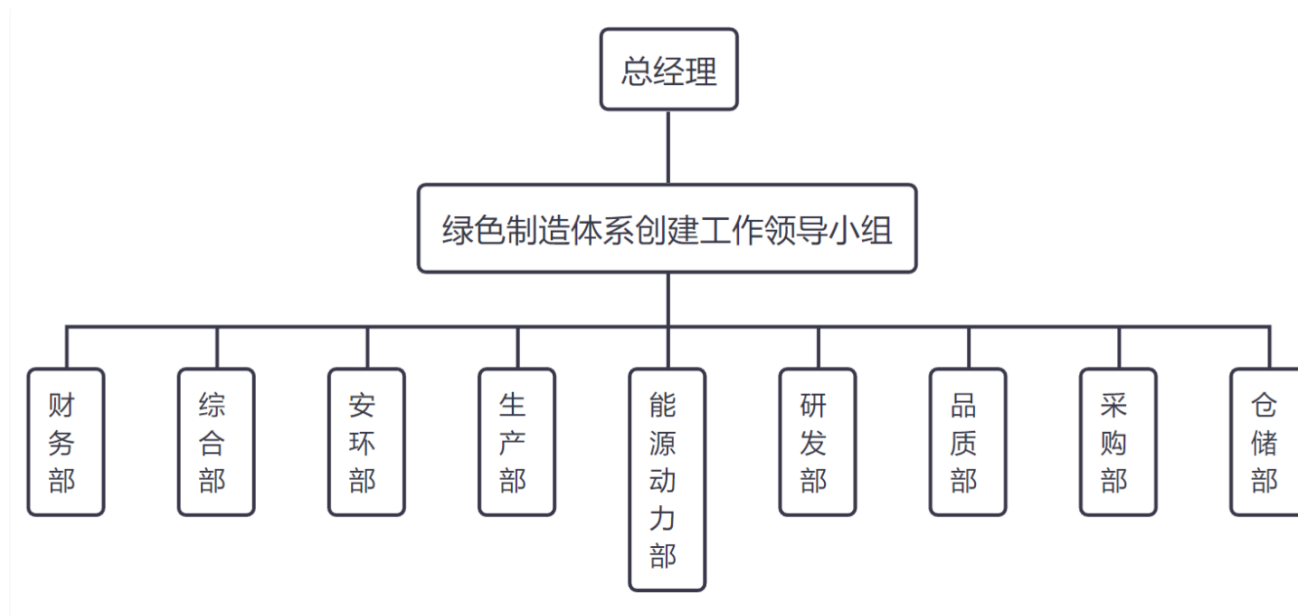 总经理
绿色制造体系创建工作领导小组
财务部
综合部
安环部
生产部
能源动力部
研发部
品质部
采购部
仓储部